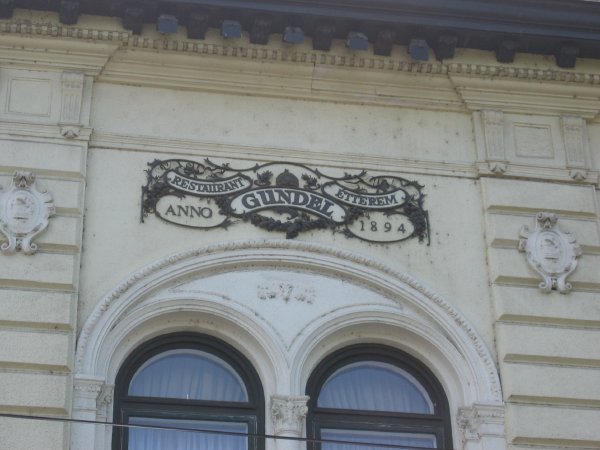 RESTAURANT GUNDEL ÉTTEREM
ANNO 1894